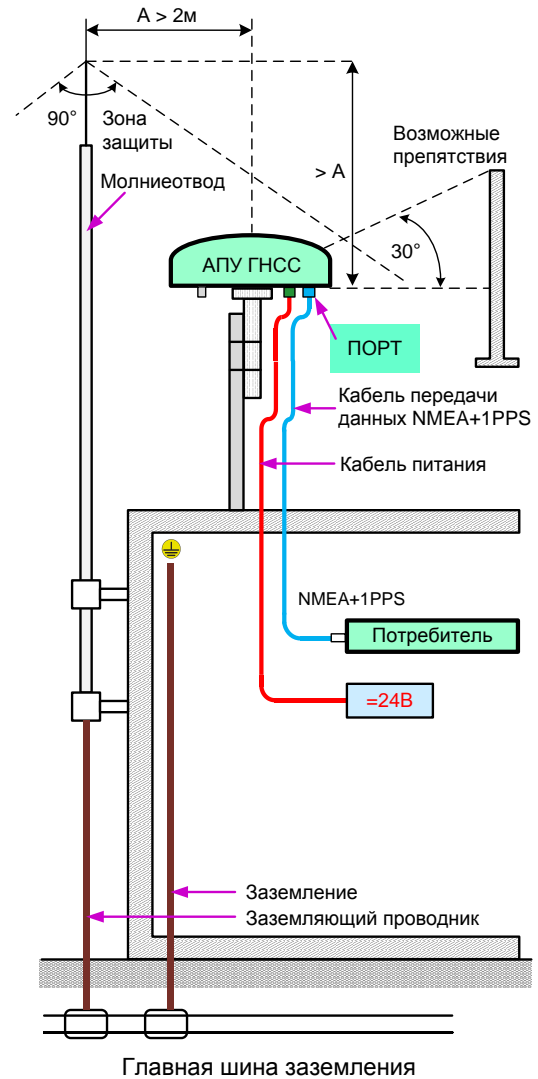 А > 2м
90°
Зона
защиты
Возможные
препятствия
Молниеотвод
> А
30°
АПУ ГНСС
ПОРТ
Кабель передачи
данных NMEA+1PPS
Кабель питания
NMEA+1PPS
Потребитель
=24В
Заземление
Заземляющий проводник
Главная шина заземления